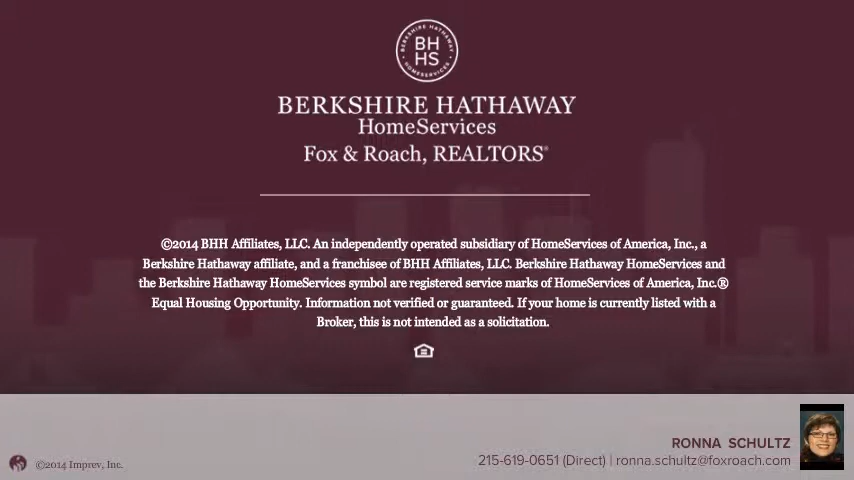 BERKSHIRE HATHAWAY
HOMESERVICES
BH
HS
BERKSHIRE HATHAWAY
HomeServices
Fox & Roach, REALTORS®
©2014 BHH Affiliates, LLC. An independently operated subsidiary of HomeServices of America, Inc., a
Berkshire Hathaway affiliate, and a franchisee of BHH Affiliates, LLC. Berkshire Hathaway HomeServices and
the Berkshire Hathaway HomeServices symbol are registered service marks of HomeServices of America, Inc.®
Equal Housing Opportunity. Information not verified or guaranteed. If your home is currently listed with a
Broker, this is not intended as a solicitation.
RONNA SCHULTZ
215-619-0651 (Direct) | ronna.schultz@foxroach.com
©2014 Imprev, Inc.